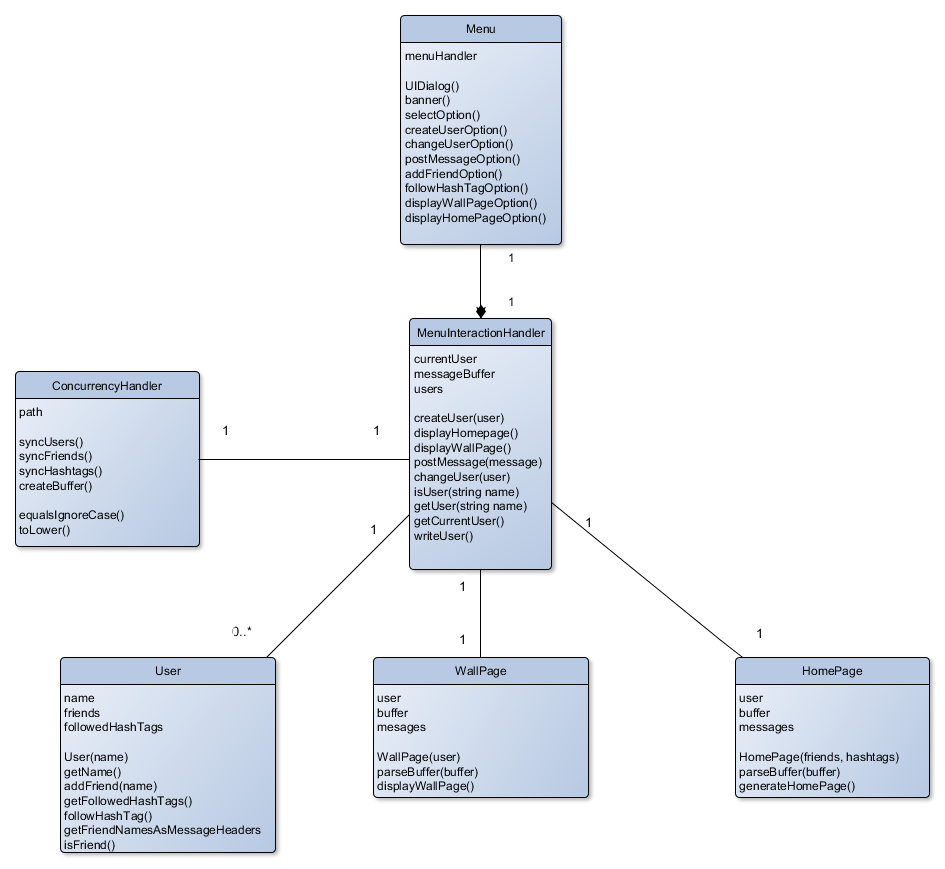 Menu
menuHandler
UIDialog()
banner()
selectOption()
createUserOption()
changeUserOption()
postMessageOption()
addFriendOption()
followHashTagOption()
displayWallPageOption()
displayHomePageOption()
1
1
MenuInteractionHandler
currentUser
messageBuffer
users
createUser(user)
displayHomepage()
displayWallPage()
postMessage(message)
changeUser(user)
isUser(string name)
getUser(string name)
getCurrentUser()
writeUser()
ConcurrencyHandler
path
syncUsers()
syncFriends()
syncHashtags()
createBuffer()
equalsIgnoreCase()
toLower()
1
1
1
0..*
1
1
1
1
User
name
friends
followedHashTags
User(name)
getName()
addFriend(name)
getFollowedHashTags()
followHashTag()
getFriendNamesAsMessageHeaders
isFriend()
WallPage
user
buffer
mesages
WallPage(user)
parseBuffer(buffer)
displayWallPage()
HomePage
user
buffer
messages
HomePage(friends, hashtags)
parseBuffer(buffer)
generateHomePage()